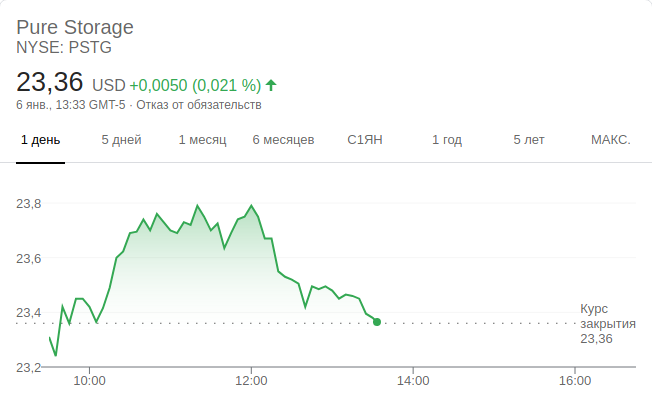 Pure Storage
NYSE: PSTG
23,36 USD +0,0050 (0,021 %)
6 янв., 13:33 GMT-5 · Отказ от обязательств
1 день 5 дней 1 месяц 6 месяцев С1ЯН 1 год 5 лет МАКС.
23,8
23,6
23,4
23,2
Курс
закрытия
23,36
10:00 12:00 14:00 16:00